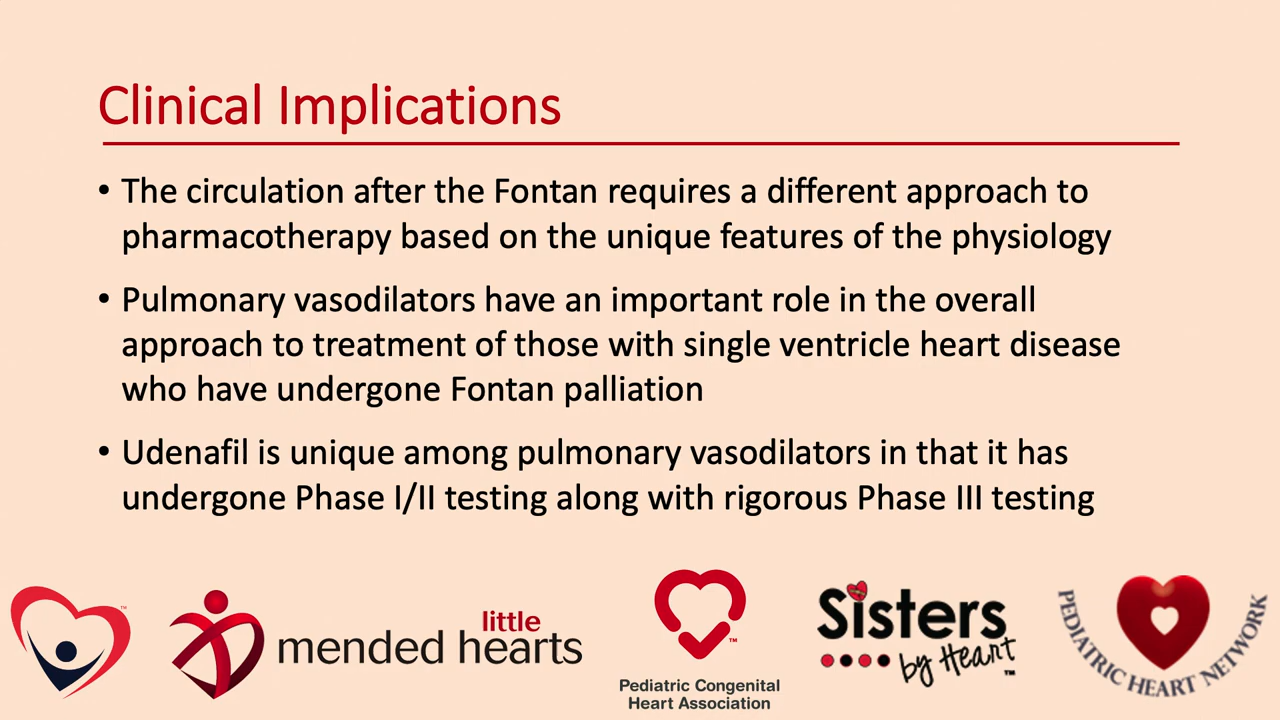 Clinical Implications
• The circulation after the Fontan requires a different approach to
pharmacotherapy based on the unique features of the physiology
• Pulmonary vasodilators have an important role in the overall
approach to treatment of those with single ventricle heart disease
who have undergone Fontan palliation
• Udenafil is unique among pulmonary vasodilators in that it has
undergone Phase I/II testing along with rigorous Phase III testing
TM
little
mended hearts
TM
Pediatric Congenital
Heart Association
Sisters
by Heart
TM
PEDIATRIC HEART NETWORK